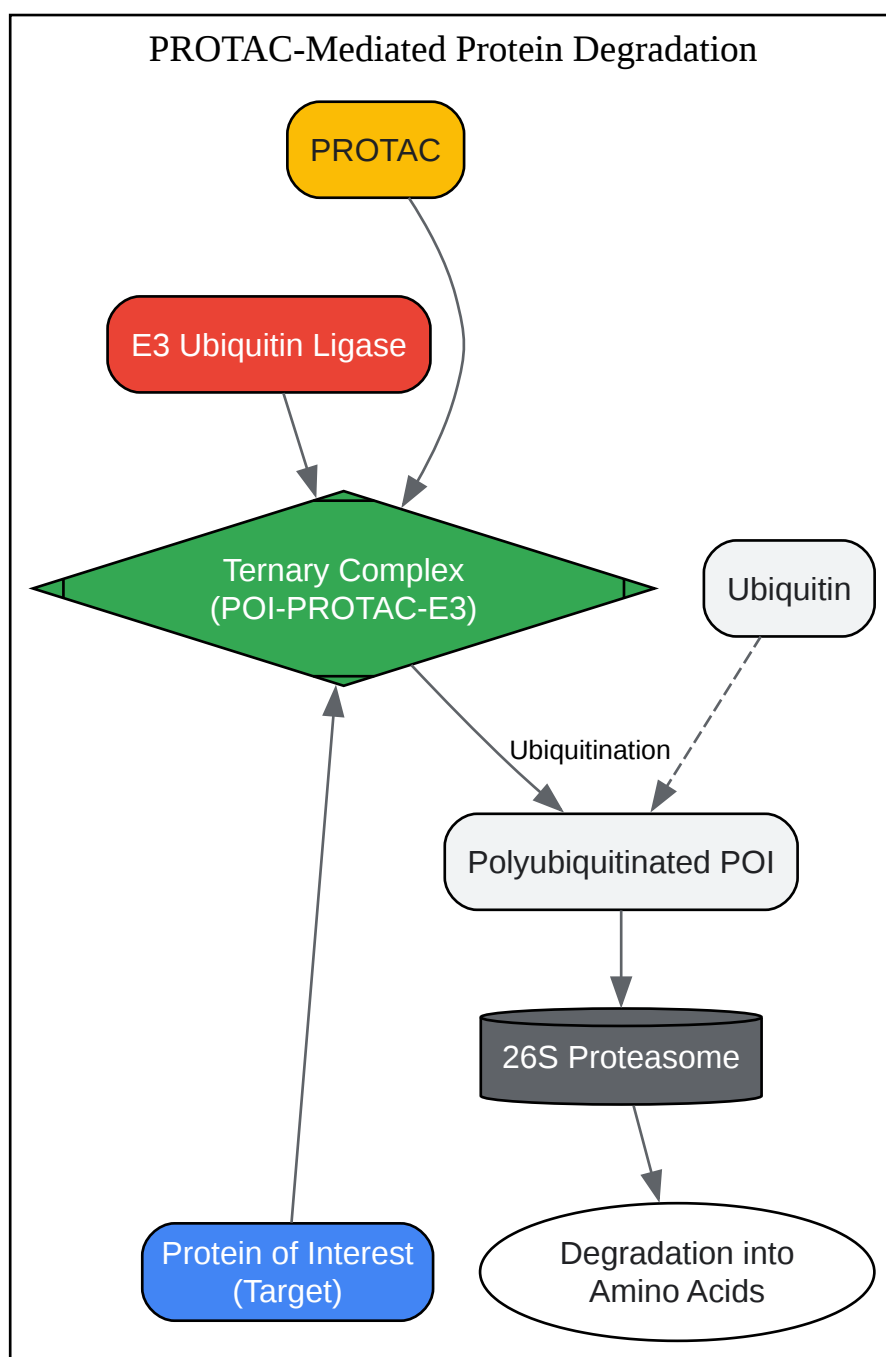 PROTAC-Mediated Protein Degradation
PROTAC
E3 Ubiquitin Ligase
Ternary Complex
(POI-PROTAC-E3)
Ubiquitin
Ubiquitination
Polyubiquitinated POI
26S Proteasome
Protein of Interest
(Target)
Degradation into
Amino Acids